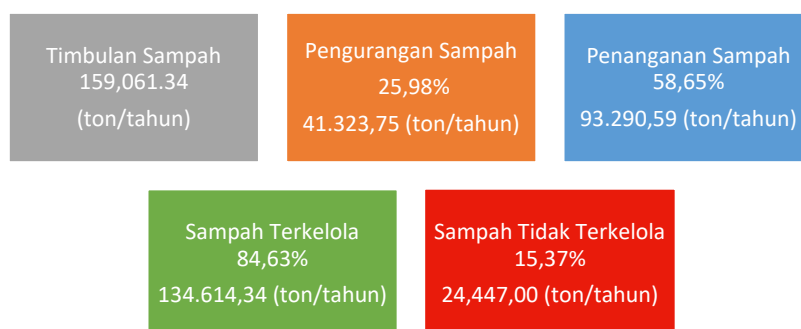 Timbulan Sampah
159,061.34
(ton/tahun)
Pengurangan Sampah
25,98%
41.323,75 (ton/tahun)
Penanganan Sampah
58,65%
93.290,59 (ton/tahun)
Sampah Terkelola
84,63%
134.614,34 (ton/tahun)
Sampah Tidak Terkelola
15,37%
24,447,00 (ton/tahun)